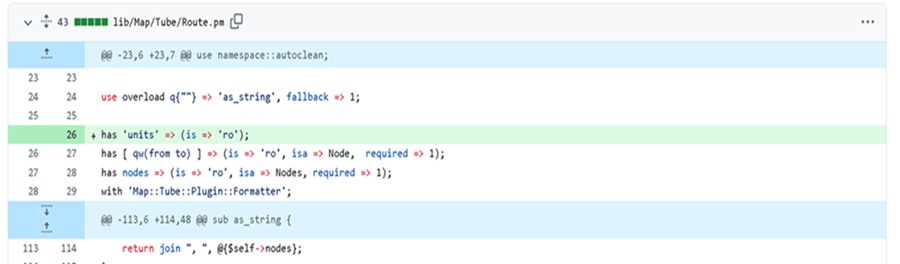 43 lib/Map/Tube/Route.pm
@@ -23,6 +23,7 @@ use namespace::autoclean;
23 23
24 24 use overload q{""} => 'as_string', fallback => 1;
25 25
26 + has 'units' => (is => 'ro');
26 27 has [ qw(from to) ] => (is => 'ro', isa => Node, required => 1);
27 28 has nodes => (is => 'ro', isa => Nodes, required => 1);
28 29 with 'Map::Tube::Plugin::Formatter';
@@ -113,6 +114,48 @@ sub as_string {
113 114 return join ", ", @{$self->nodes};